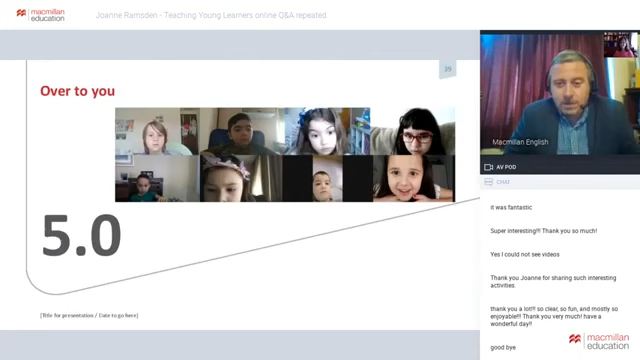 macmillan
education
Joanne Ramsden - Teaching Young Learners online Q&A repeated
39
Over to you
5.0
[Title for presentation / Date to go here]
Macmillan English
AV POD
CHAT
it was fantastic
Super interesting!!! Thank you so much!
Yes I could not see videos
Thank you Joanne for sharing such interesting
activities.
thank you a lot!!! so clear, so fun, and mostly so
enjoyable!!! Thank you very much! have a
wonderful day!!
good bye
macmillan
education